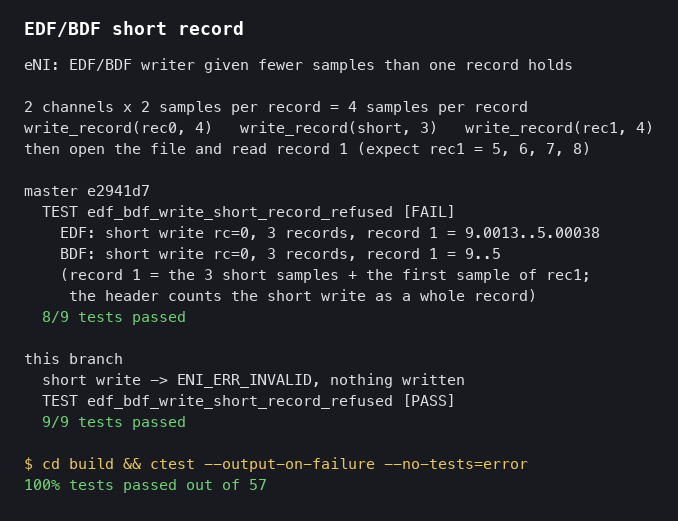 EDF/BDF short record
eNI: EDF/BDF writer given fewer samples than one record holds
2 channels x 2 samples per record = 4 samples per record
write_record(rec0, 4)   write_record(short, 3)   write_record(rec1, 4)
then open the file and read record 1 (expect rec1 = 5, 6, 7, 8)
master e2941d7
  TEST edf_bdf_write_short_record_refused [FAIL]
    EDF: short write rc=0, 3 records, record 1 = 9.0013..5.00038
    BDF: short write rc=0, 3 records, record 1 = 9..5
    (record 1 = the 3 short samples + the first sample of rec1;
     the header counts the short write as a whole record)
  8/9 tests passed
this branch
  short write -> ENI_ERR_INVALID, nothing written
  TEST edf_bdf_write_short_record_refused [PASS]
  9/9 tests passed
$ cd build && ctest --output-on-failure --no-tests=error
100% tests passed out of 57